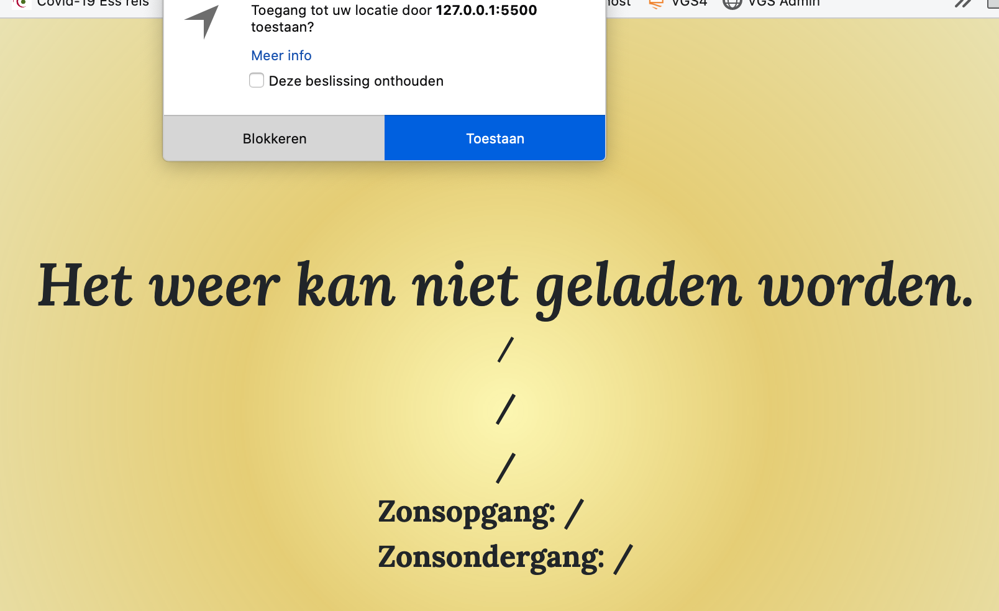 Covid-19 Ess reis
VGS4
VGS Admin
Toegang tot uw locatie door 127.0.0.1:5500
toestaan?
Meer info
Deze beslissing onthouden
Blokkeren
Toestaan
Het weer kan niet geladen worden.
/
/
/
Zonsopgang: /
Zonsondergang: /